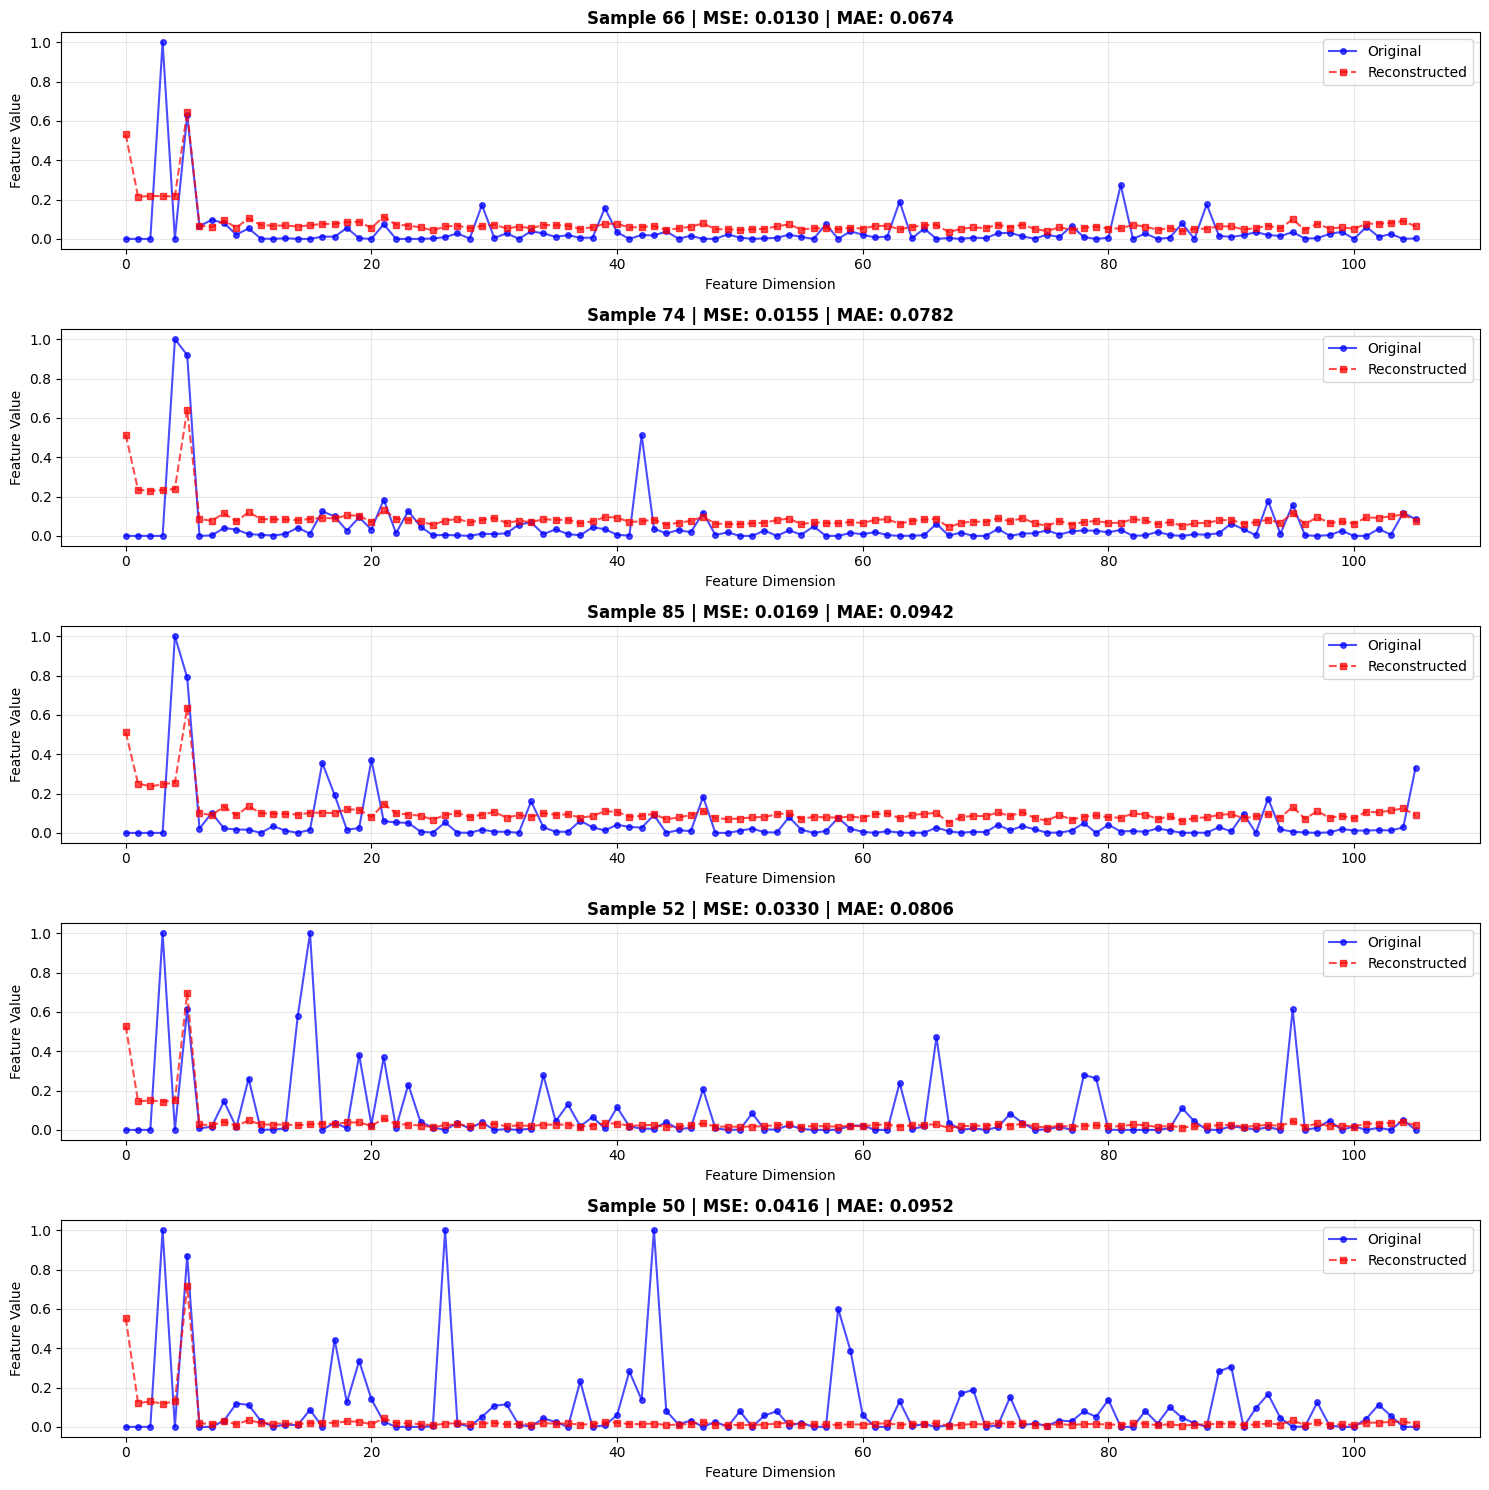 Sample 66 | MSE: 0.0130 | MAE: 0.0674
1.0
0.8
0.6
0.4
0.2
0.0
Feature Value
Original
Reconstructed
0 20 40 60 80 100
Feature Dimension
Sample 74 | MSE: 0.0155 | MAE: 0.0782
1.0
0.8
0.6
0.4
0.2
0.0
Feature Value
Original
Reconstructed
0 20 40 60 80 100
Feature Dimension
Sample 85 | MSE: 0.0169 | MAE: 0.0942
1.0
0.8
0.6
0.4
0.2
0.0
Feature Value
Original
Reconstructed
0 20 40 60 80 100
Feature Dimension
Sample 52 | MSE: 0.0330 | MAE: 0.0806
1.0
0.8
0.6
0.4
0.2
0.0
Feature Value
Original
Reconstructed
0 20 40 60 80 100
Feature Dimension
Sample 50 | MSE: 0.0416 | MAE: 0.0952
1.0
0.8
0.6
0.4
0.2
0.0
Feature Value
Original
Reconstructed
0 20 40 60 80 100
Feature Dimension